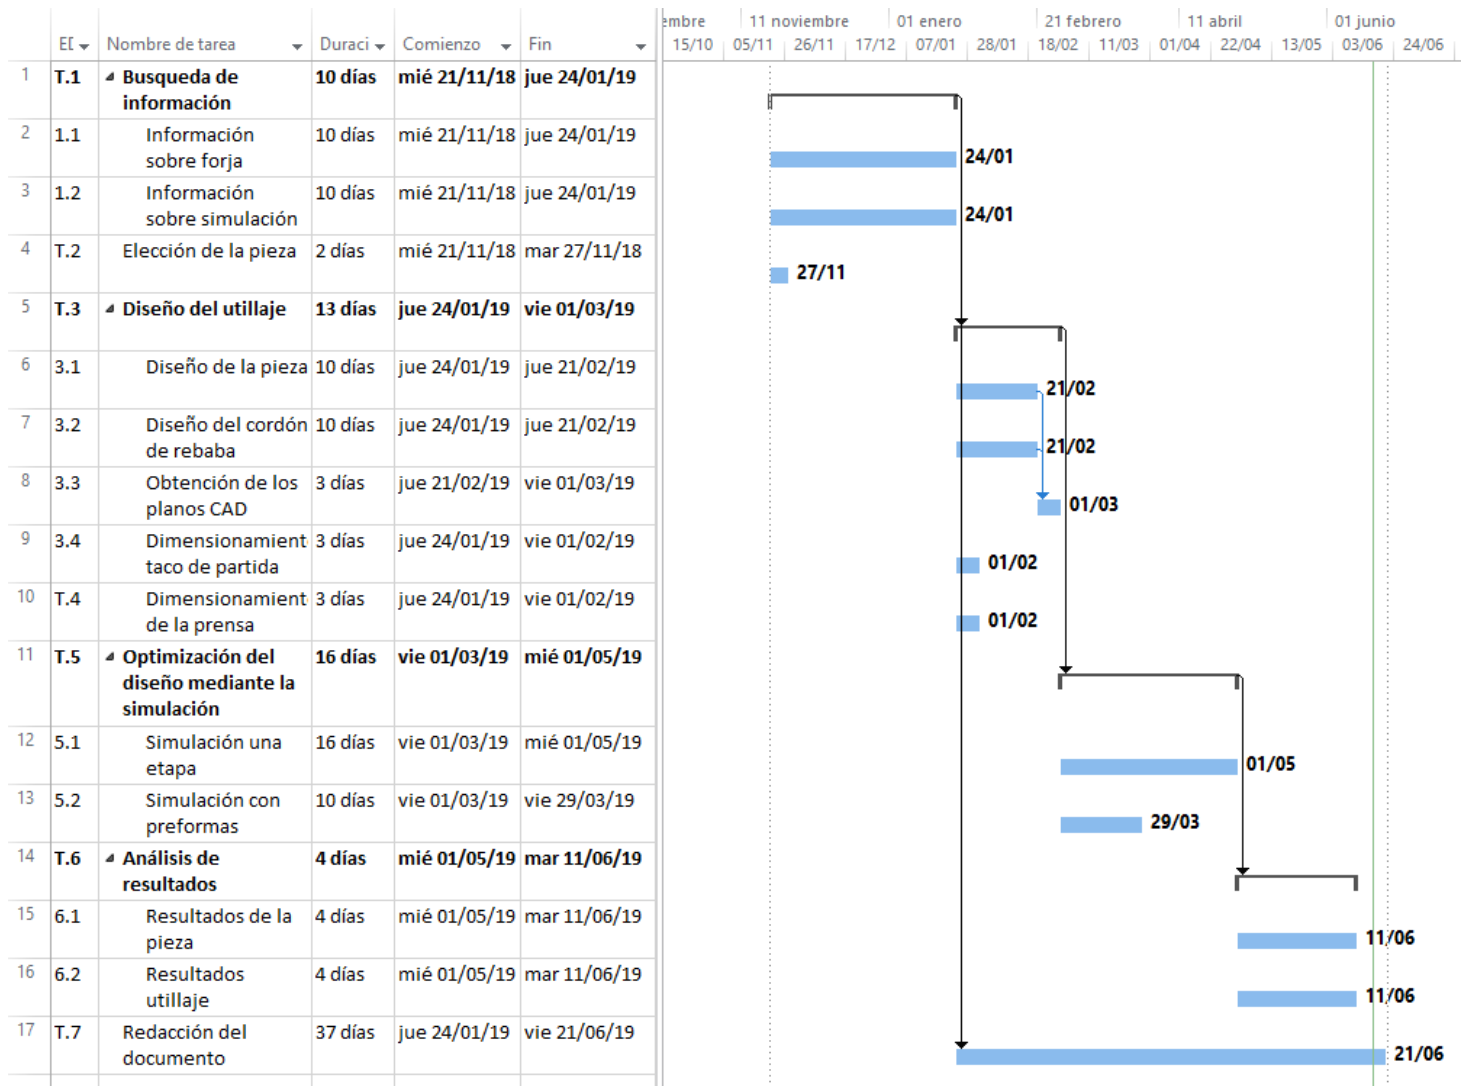 embre 11 noviembre 01 enero 21 febrero 11 abril 01 junio
Nombre de tarea Duraci Comienzo Fin 15/10 05/11 26/11 17/12 07/01 28/01 18/02 11/03 01/04 22/04 13/05 03/06 24/06
1 T.1 Busqueda de 10 días mié 21/11/18 jue 24/01/19
información
2 1.1 Información 10 días mié 21/11/18 jue 24/01/19
sobre forja 24/01
3 1.2 Información 10 días mié 21/11/18 jue 24/01/19
sobre simulación 24/01
4 T.2 Elección de la pieza 2 días mié 21/11/18 mar 27/11/18
27/11
5 T.3 Diseño del utillaje 13 días jue 24/01/19 vie 01/03/19
6 3.1 Diseño de la pieza 10 días jue 24/01/19 jue 21/02/19
21/02
7 3.2 Diseño del cordón 10 días jue 24/01/19 jue 21/02/19
de rebaba 21/02
8 3.3 Obtención de los 3 días jue 21/02/19 vie 01/03/19
planos CAD 01/03
9 3.4 Dimensionamient 3 días jue 24/01/19 vie 01/02/19
taco de partida 01/02
10 T.4 Dimensionamient 3 días jue 24/01/19 vie 01/02/19
de la prensa 01/02
11 T.5 Optimización del 16 días vie 01/03/19 mié 01/05/19
diseño mediante la
simulación
12 5.1 Simulación una 16 días vie 01/03/19 mié 01/05/19
etapa 01/05
13 5.2 Simulación con 10 días vie 01/03/19 vie 29/03/19
preformas 29/03
14 T.6 Análisis de 4 días mié 01/05/19 mar 11/06/19
resultados
15 6.1 Resultados de la 4 días mié 01/05/19 mar 11/06/19
pieza 11/06
16 6.2 Resultados 4 días mié 01/05/19 mar 11/06/19
utillaje 11/06
17 T.7 Redacción del 37 días jue 24/01/19 vie 21/06/19
documento 21/06